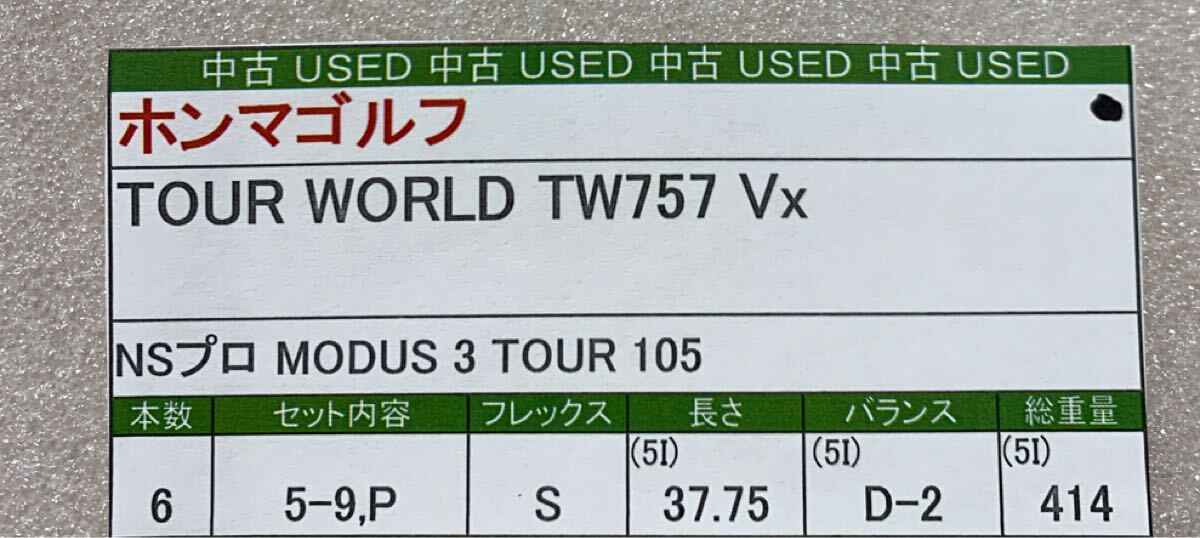 中古 USED 中古 USED 中古 USED 中古 USED
ホンマゴルフ
TOUR WORLD TW757 Vx
NSプロ MODUS 3 TOUR 105
本数 セット内容 フレックス 長さ バランス 総重量
(5I) (5I) (5I)
6 5-9,P S 37.75 D-2 414